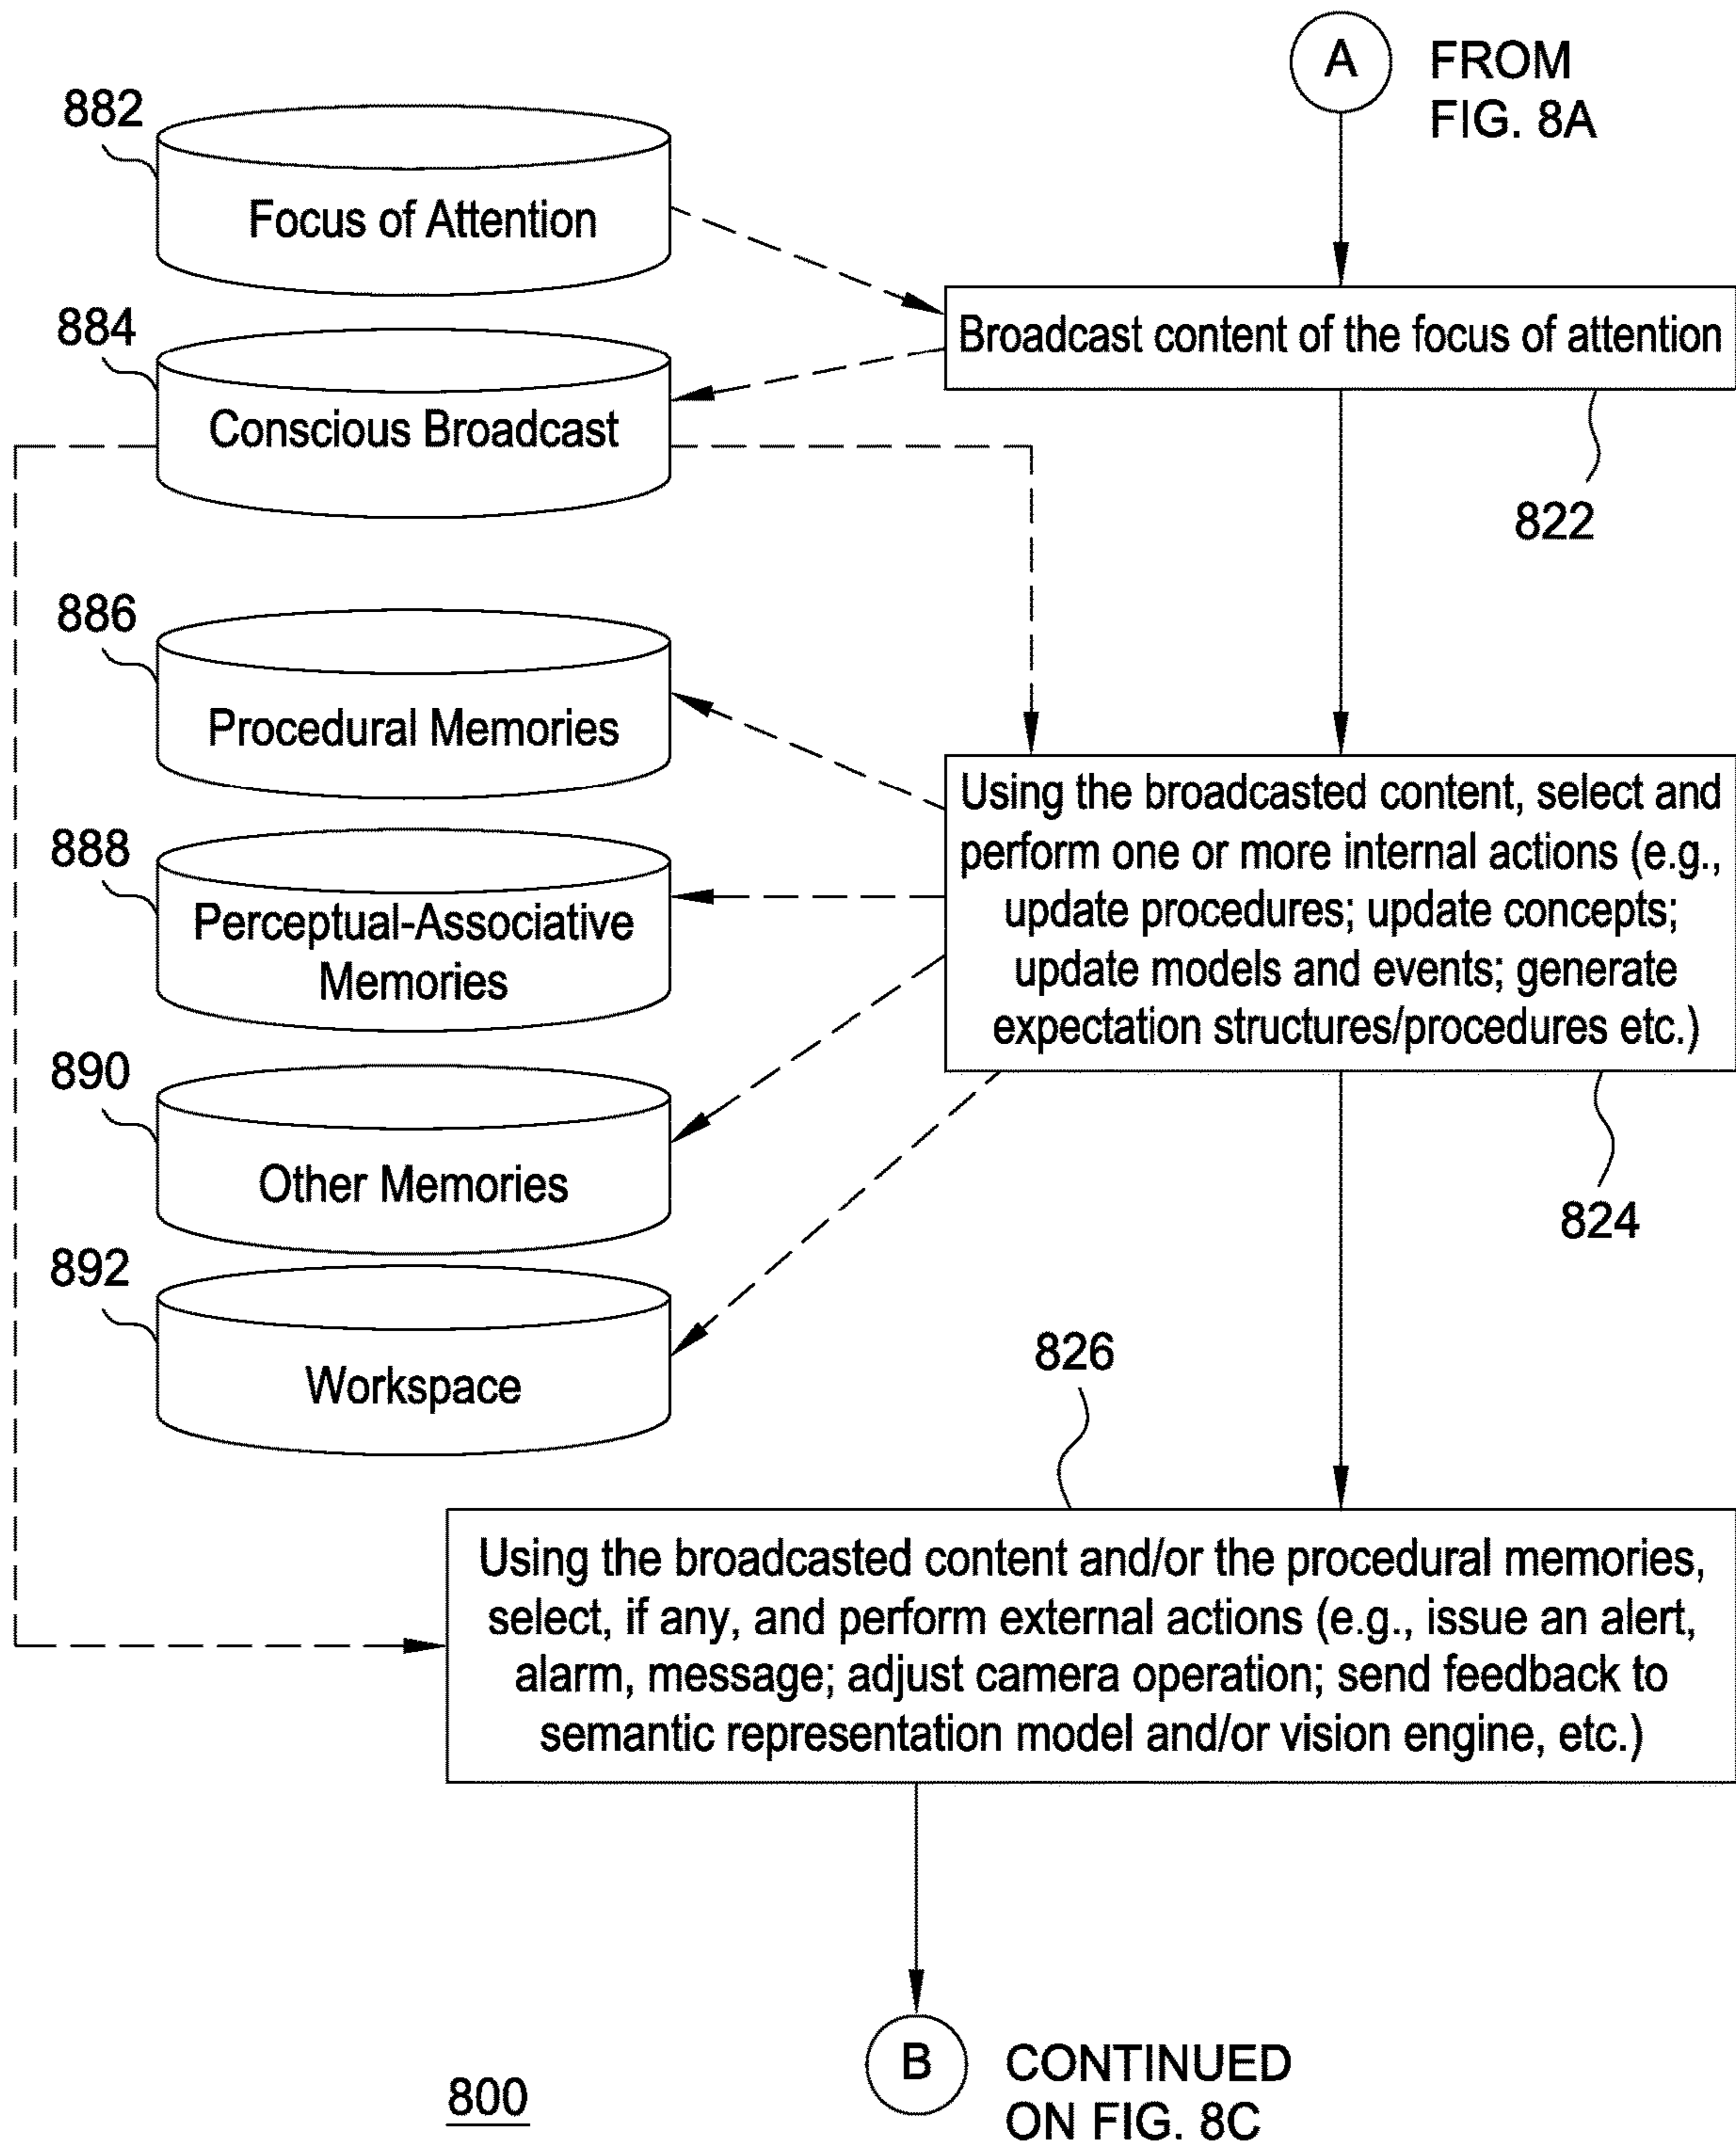 A
FROM
FIG. 8A
882
Focus of Attention
884
Broadcast content of the focus of attention
Conscious Broadcast
822
886
Procedural Memories
Using the broadcasted content, select and
perform one or more internal actions (e.g.,
update procedures; update concepts;
update models and events; generate
expectation structures/procedures etc.)
888
Perceptual-Associative
Memories
890
Other Memories
824
892
Workspace
826
Using the broadcasted content and/or the procedural memories,
select, if any, and perform external actions (e.g., issue an alert,
alarm, message; adjust camera operation; send feedback to
semantic representation model and/or vision engine, etc.)
B
CONTINUED
ON FIG. 8C
800